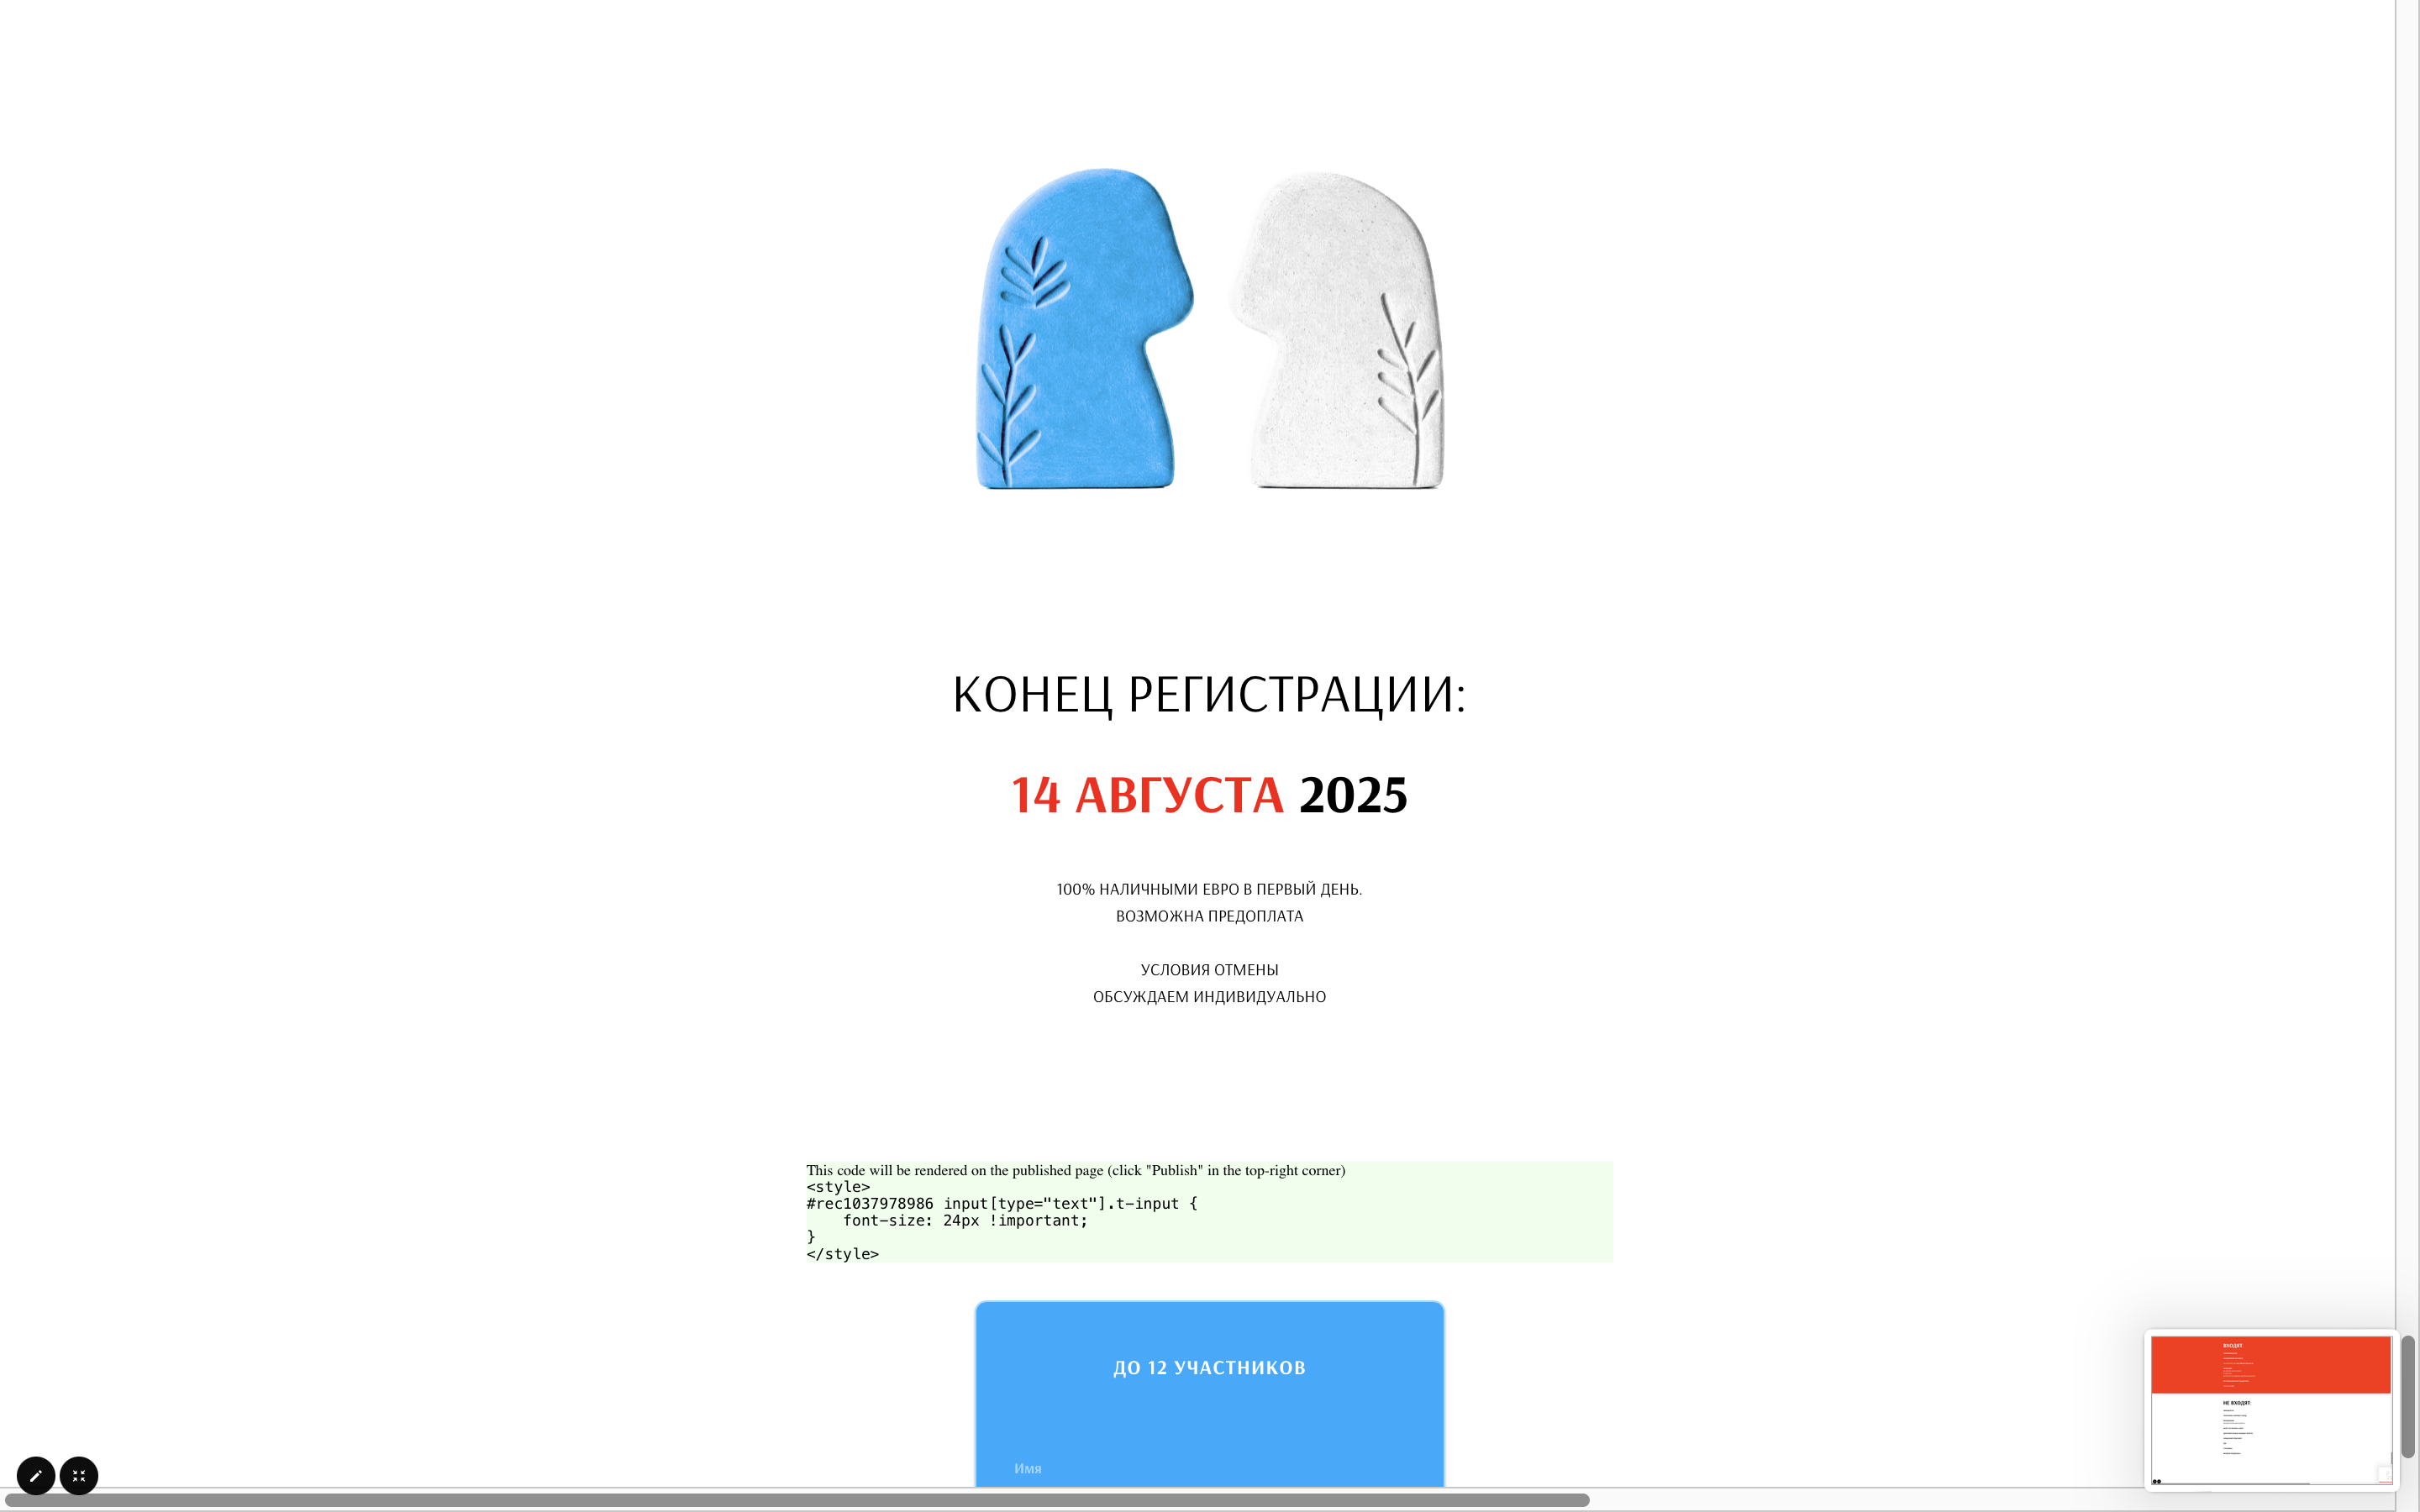 КОНЕЦ РЕГИСТРАЦИИ:
14 АВГУСТА 2025
100% НАЛИЧНЫМИ ЕВРО В ПЕРВЫЙ ДЕНЬ.
ВОЗМОЖНА ПРЕДОПЛАТА
УСЛОВИЯ ОТМЕНЫ
ОБСУЖДАЕМ ИНДИВИДУАЛЬНО
This code will be rendered on the published page (click "Publish" in the top-right corner)
<style>
#rec1037978986 input[type="text"].t-input {
    font-size: 24px !important;
}
</style>
ДО 12 УЧАСТНИКОВ
Имя
ВХОДЯТ:
НЕ ВХОДЯТ